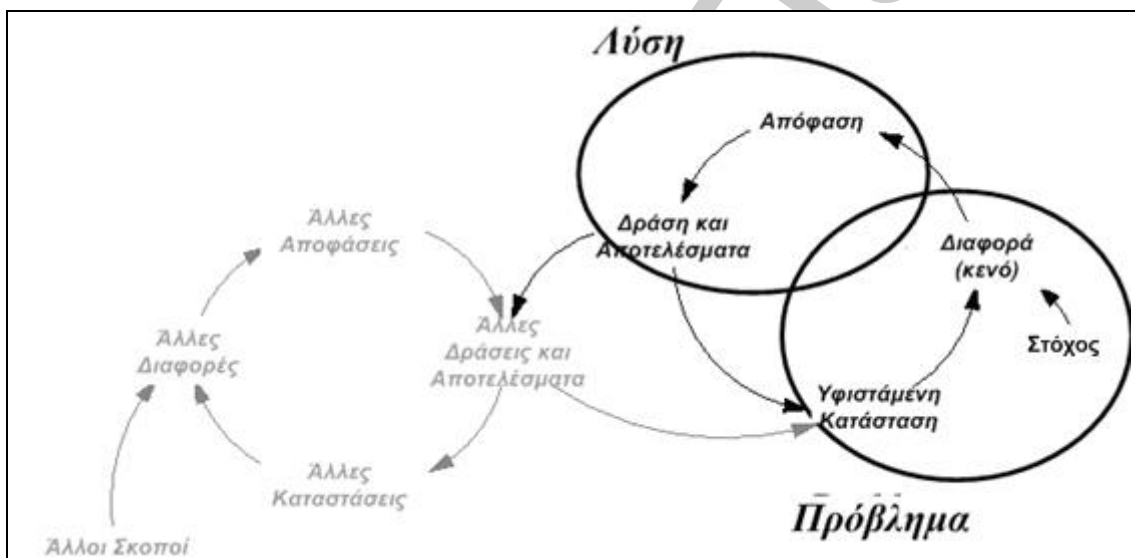 Λύση
Απόφαση
Δράση και
Αποτελέσματα
Διαφορά
(κενό)
Στόχος
Υφιστάμενη
Κατάσταση
Πρόβλημα
Άλλες
Αποφάσεις
Άλλες
Διαφορές
Άλλες
Δράσεις και
Αποτελέσματα
Άλλες
Καταστάσεις
Άλλοι Σκοποί